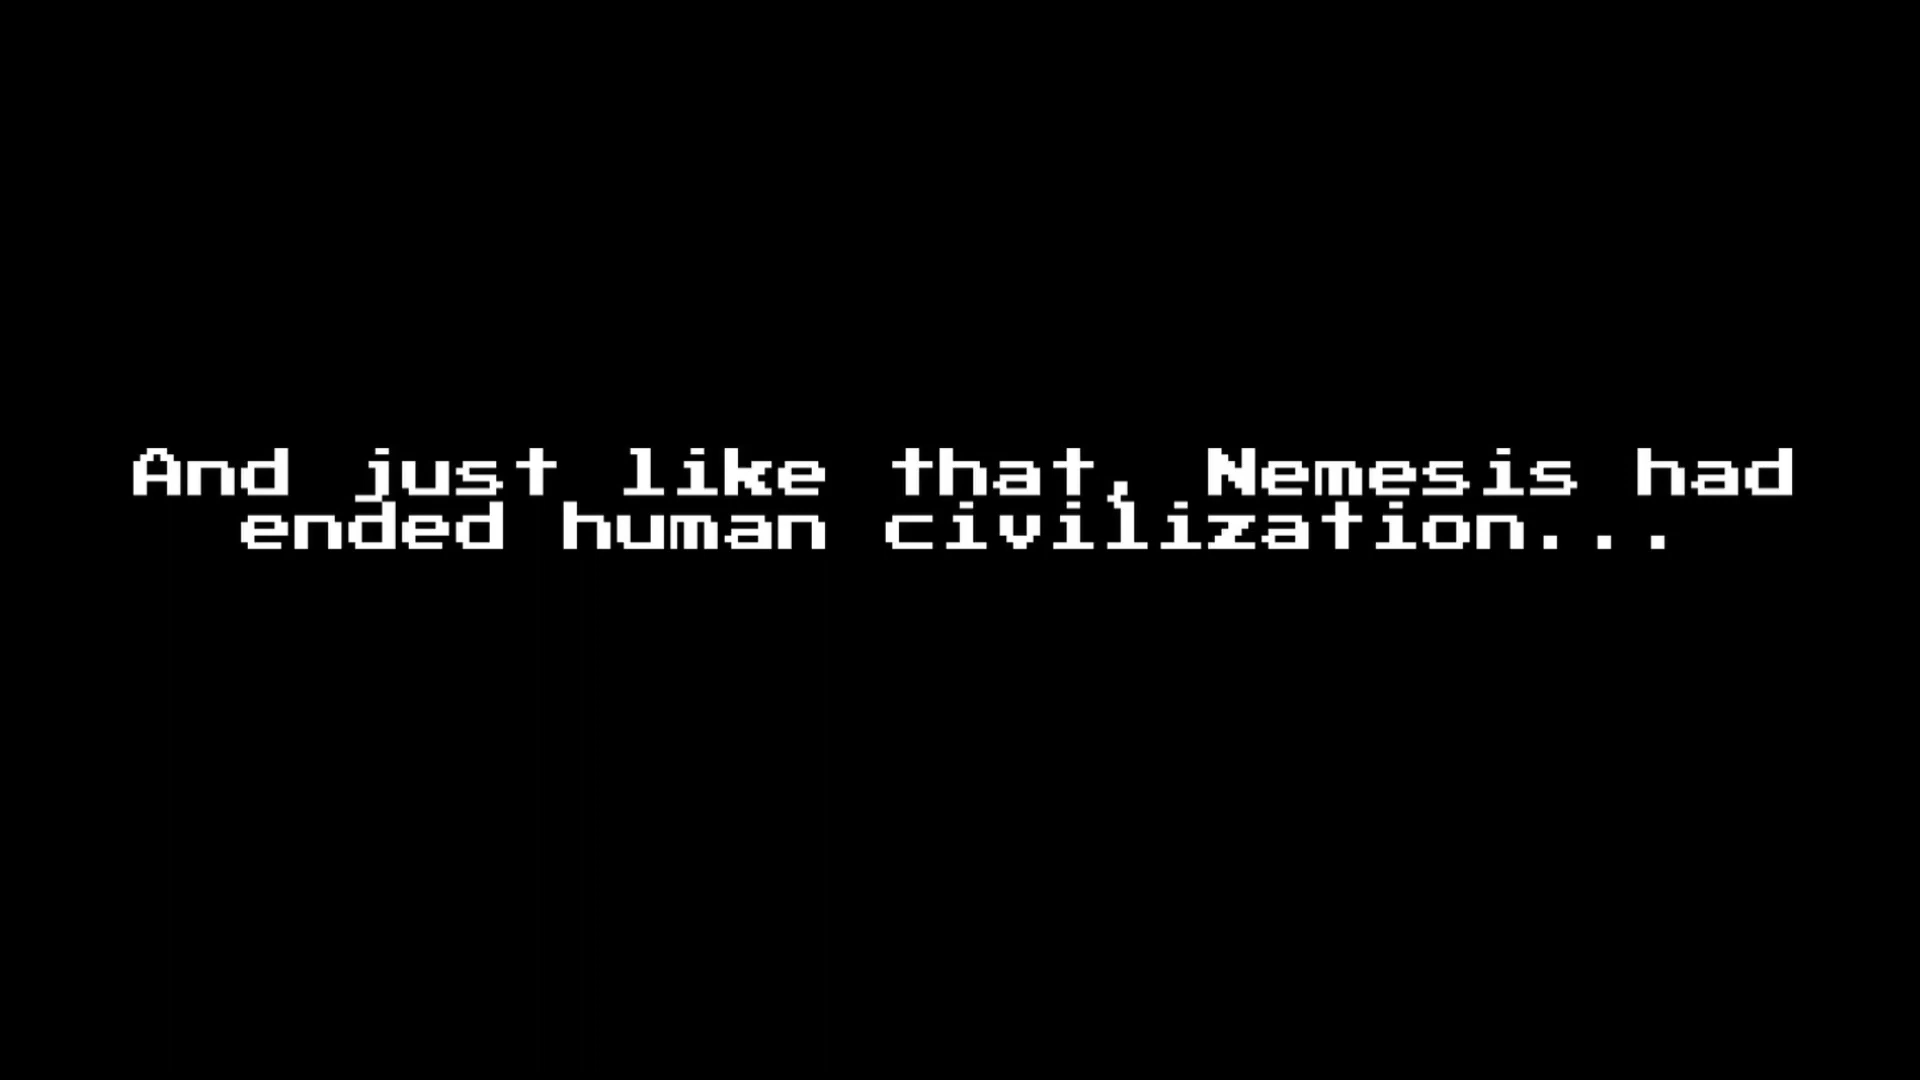 And just like that, Nemesis had
ended human civilization...